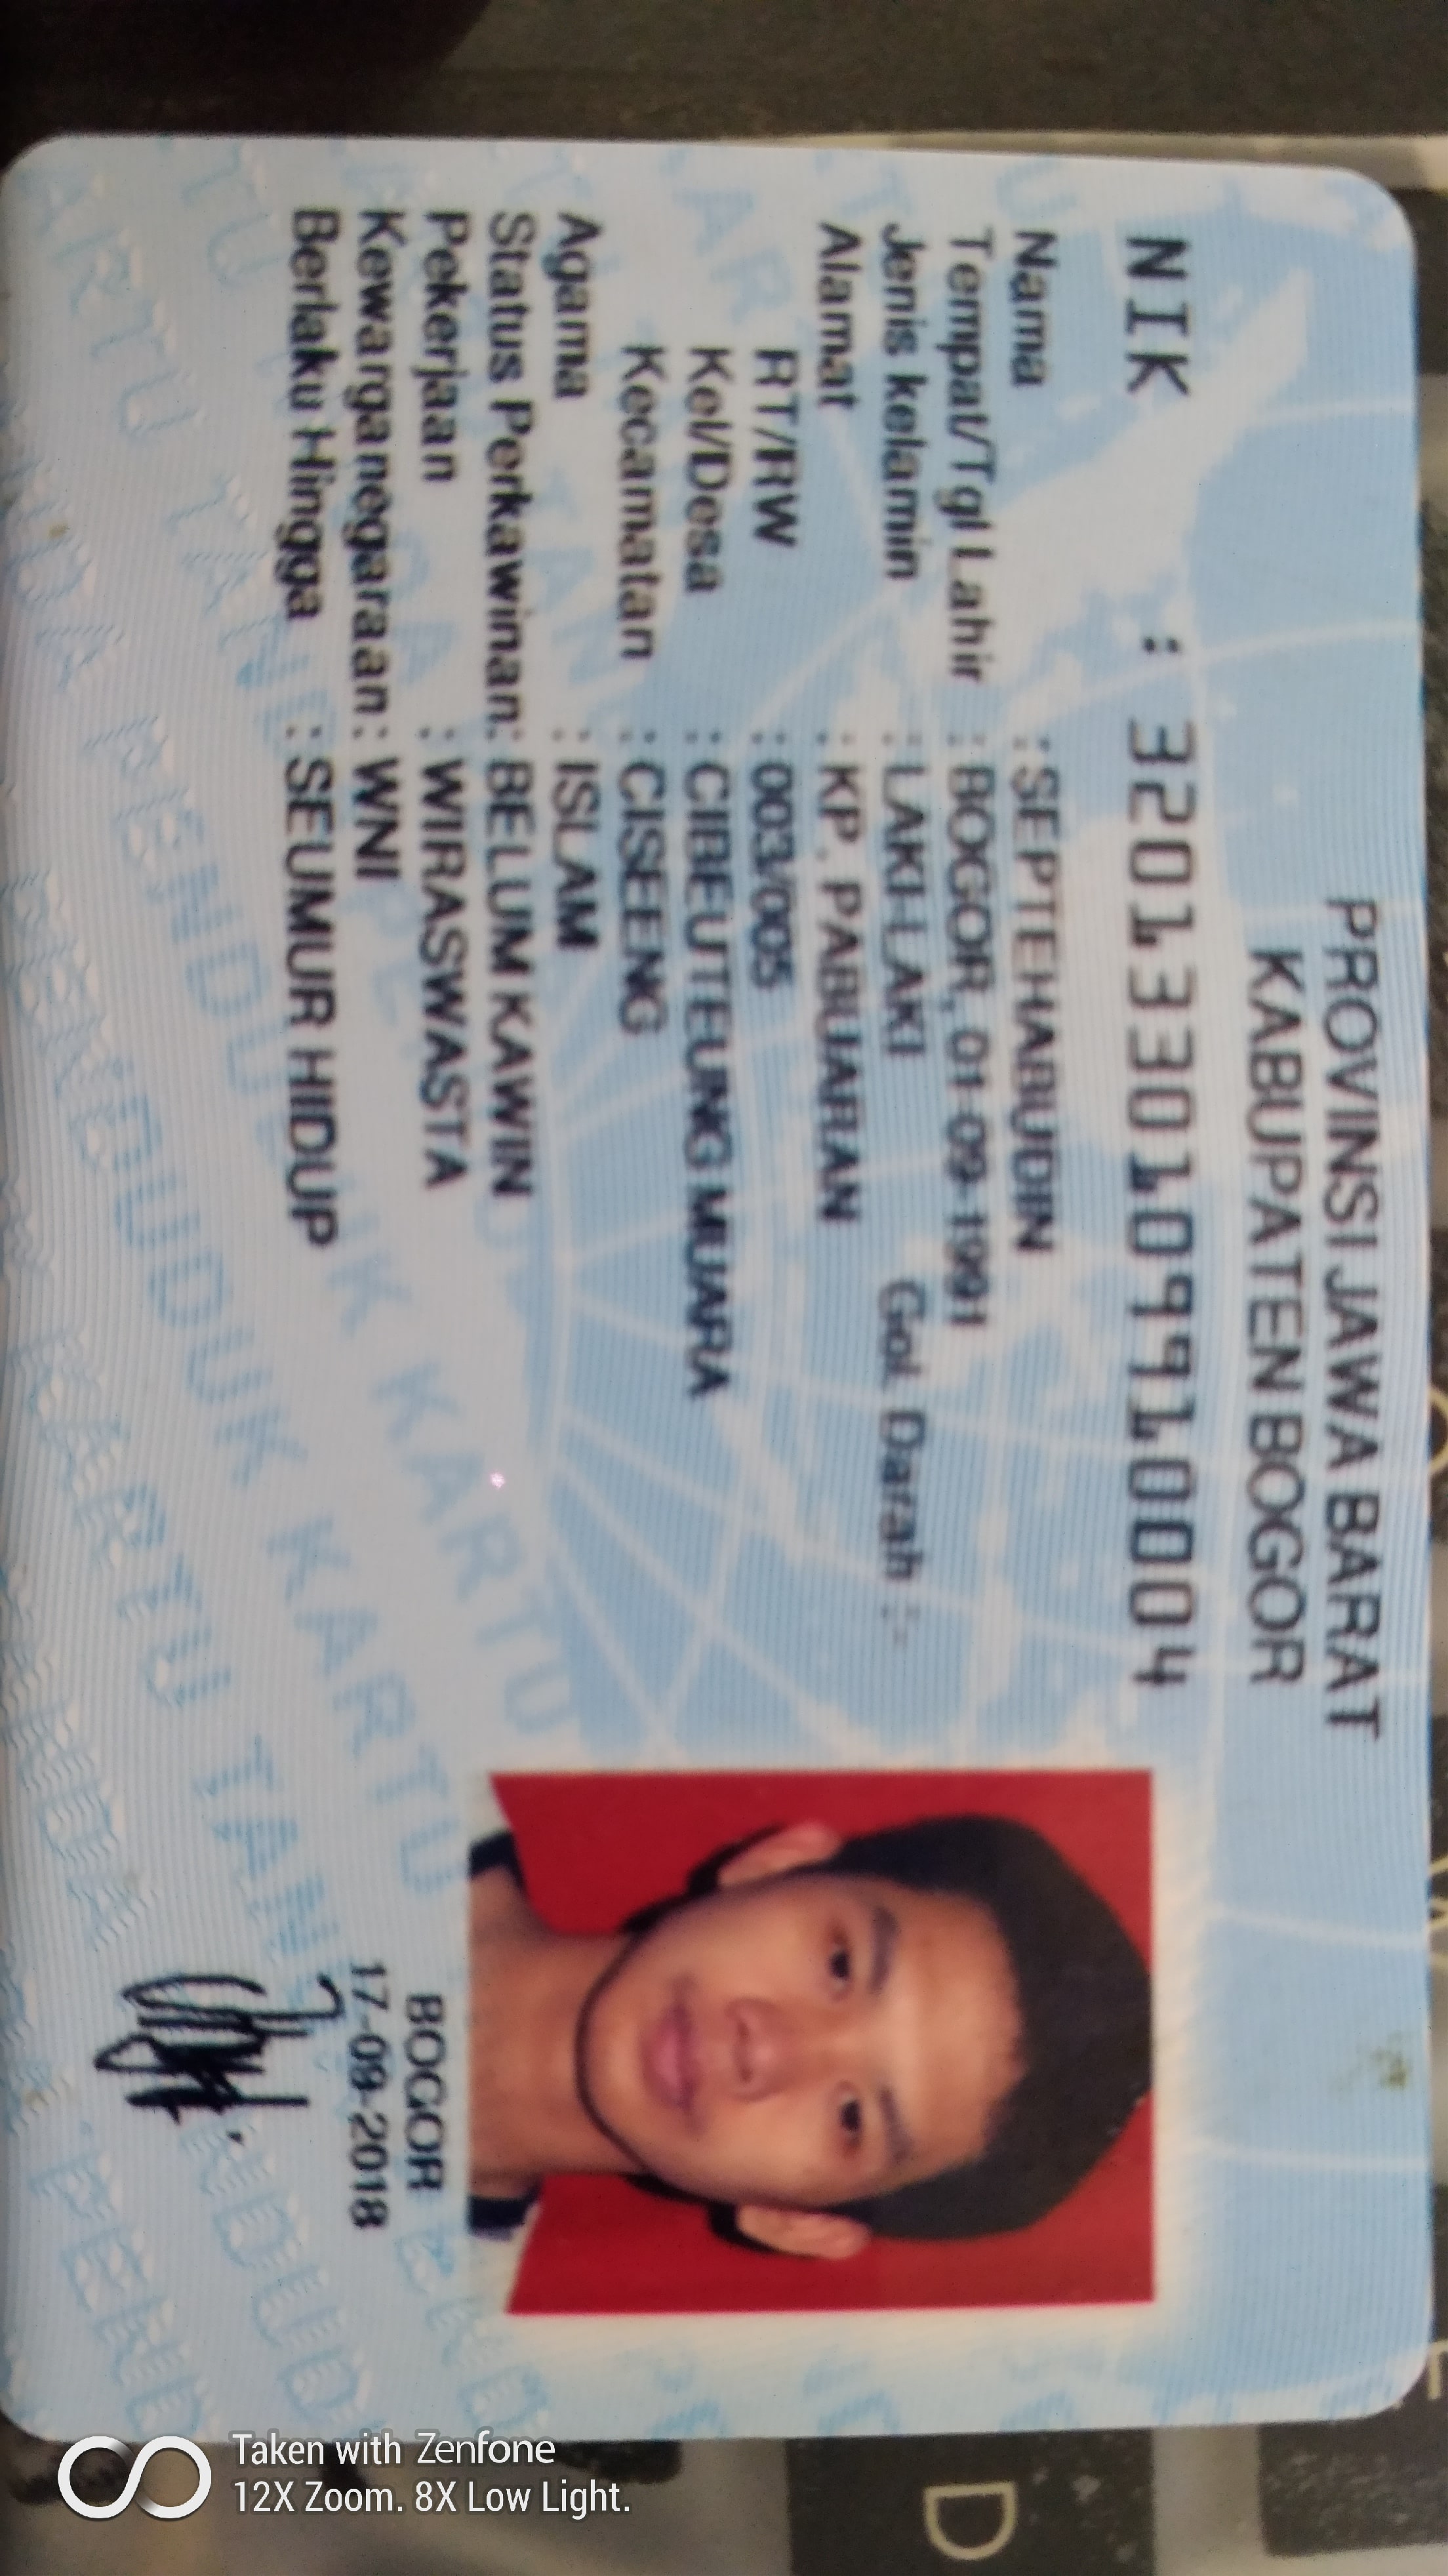 PROVINSI JAWA BARAT
KABUPATEN BOGOR
NIK : 3201330109910004
Nama : SEPTEHABUDIN
Tempat/Tgl Lahir : BOGOR, 01-09-1991
Jenis kelamin : LAKI-LAKI Gol. Darah : -
Alamat : KP. PABUARAN
RT/RW : 003/005
Kel/Desa : CIBEUTEUNG MUARA
Kecamatan : CISEENG
Agama : ISLAM
Status Perkawinan: BELUM KAWIN
Pekerjaan : WIRASWASTA
Kewarganegaraan: WNI
Berlaku Hingga : SEUMUR HIDUP
BOGOR
17-09-2018
Taken with Zenfone
12X Zoom. 8X Low Light.
D